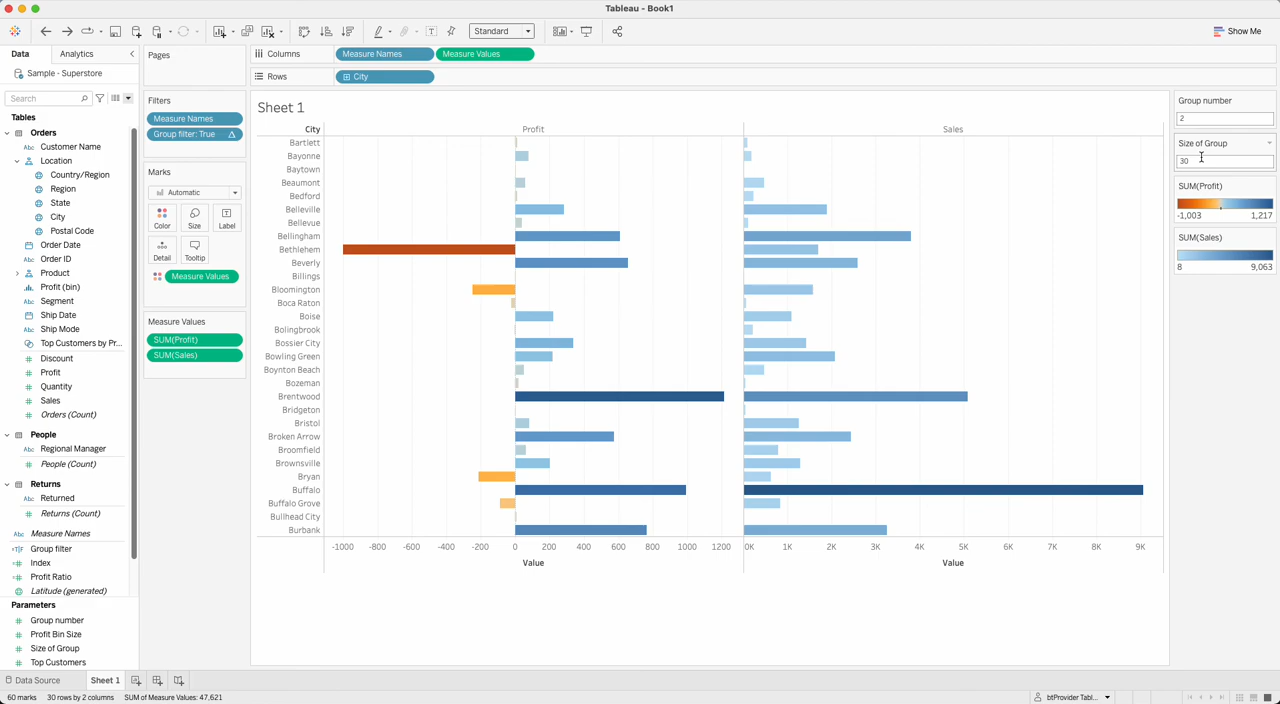 Tableau - Book1
Standard
Show Me
Data
Analytics
Sample - Superstore
Search
Tables
Orders
Abc Customer Name
Location
Country/Region
Region
State
City
Postal Code
Order Date
Abc Order ID
Product
Profit (bin)
Abc Segment
Ship Date
Abc Ship Mode
Top Customers by Pr...
Discount
Profit
Quantity
Sales
Orders (Count)
People
Abc Regional Manager
People (Count)
Returns
Abc Returned
Returns (Count)
Abc Measure Names
Group filter
Index
Profit Ratio
Latitude (generated)
Parameters
Group number
Profit Bin Size
Size of Group
Top Customers
Pages
Filters
Measure Names
Group filter: True
Marks
Automatic
Color
Size
Label
Detail
Tooltip
Measure Values
Measure Values
SUM(Profit)
SUM(Sales)
Columns
Measure Names
Measure Values
Rows
City
Sheet 1
City
Profit
Sales
Bartlett
Bayonne
Baytown
Beaumont
Bedford
Belleville
Bellevue
Bellingham
Bethlehem
Beverly
Billings
Bloomington
Boca Raton
Boise
Bolingbrook
Bossier City
Bowling Green
Boynton Beach
Bozeman
Brentwood
Bridgeton
Bristol
Broken Arrow
Broomfield
Brownsville
Bryan
Buffalo
Buffalo Grove
Bullhead City
Burbank
-1000 -800 -600 -400 -200 0 200 400 600 800 1000 1200
0K 1K 2K 3K 4K 5K 6K 7K 8K 9K
Value
Value
Group number
2
Size of Group
30
SUM(Profit)
-1,003 1,217
SUM(Sales)
8 9,063
Data Source
Sheet 1
60 marks 30 rows by 2 columns SUM of Measure Values: 47,621
btProvider Tabl...